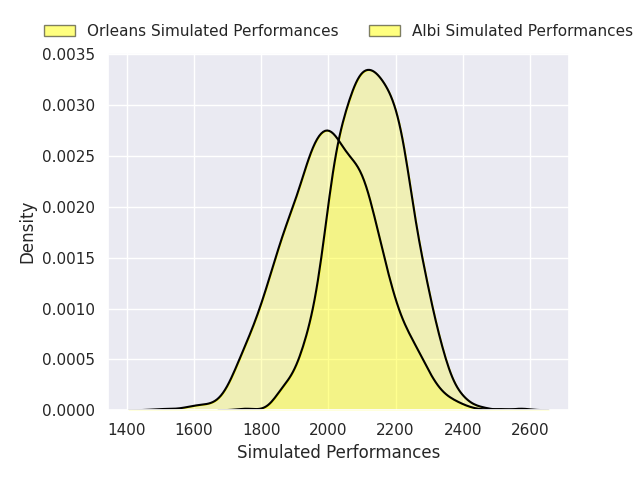 Orleans Simulated Performances Albi Simulated Performances
0.0035
0.0030
0.0025
0.0020
0.0015
0.0010
0.0005
0.0000
Density
1400 1600 1800 2000 2200 2400 2600
Simulated Performances